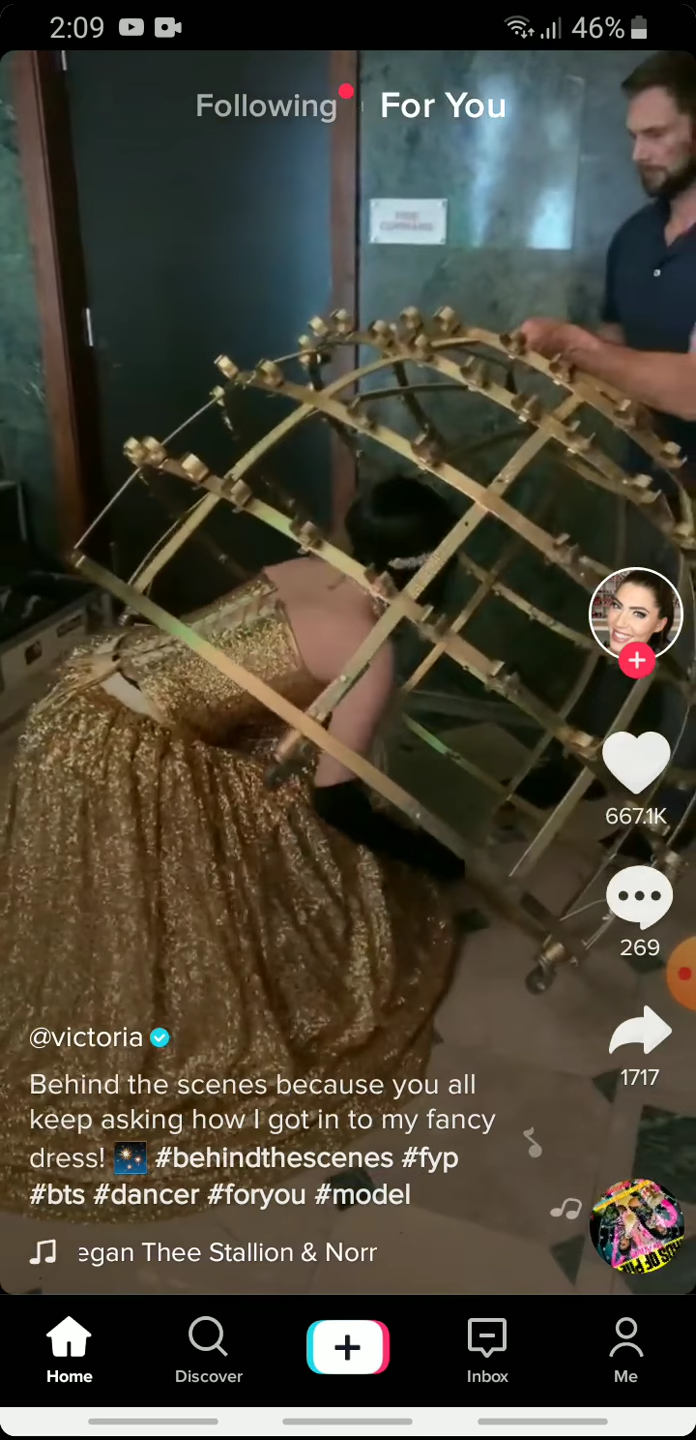 2:09
46%
Following
For You
667.1K
269
1717
@victoria
Behind the scenes because you all
keep asking how I got in to my fancy
dress! #behindthescenes #fyp
#bts #dancer #foryou #model
egan Thee Stallion & Norr
Home
Discover
Inbox
Me